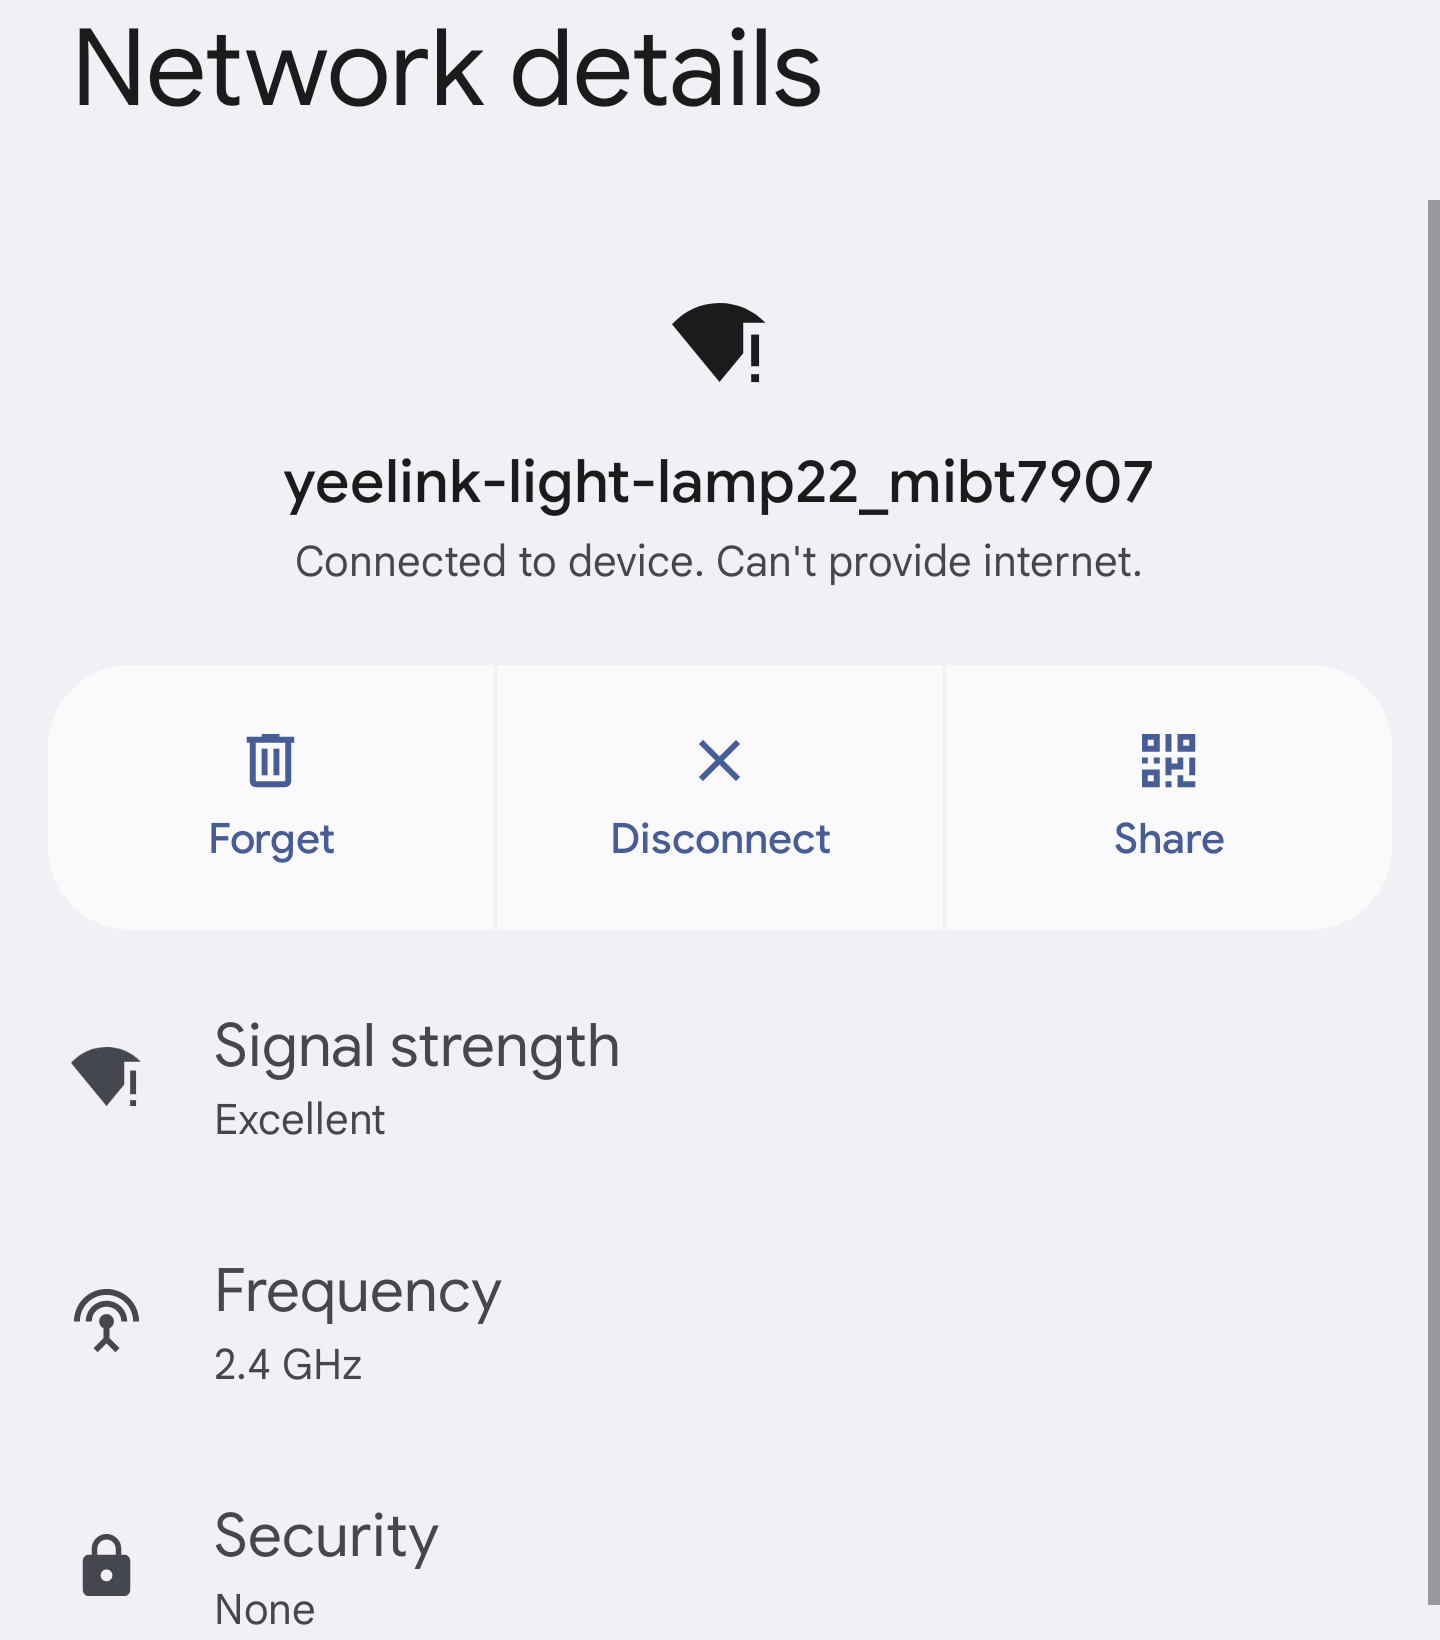 Network details
yeelink-light-lamp22_mibt7907
Connected to device. Can't provide internet.
Forget
Disconnect
Share
Signal strength
Excellent
Frequency
2.4 GHz
Security
None